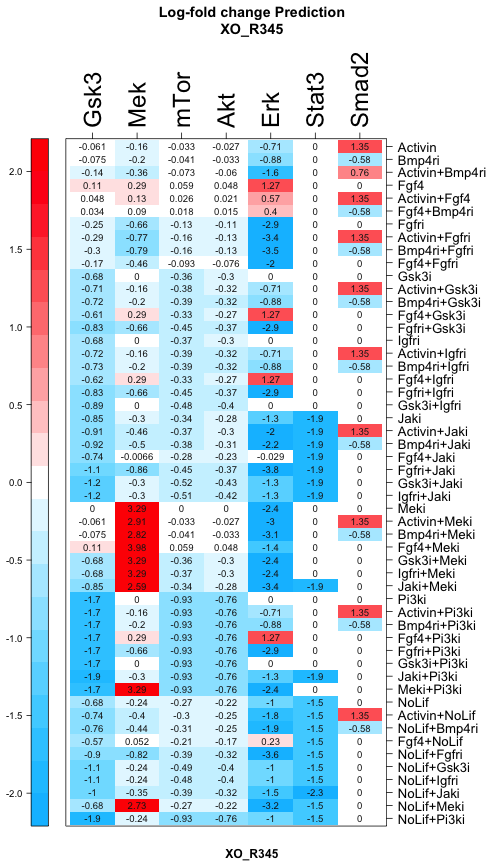 Log-fold change Prediction
XO_R345
Gsk3 Mek mTor Akt Erk Stat3 Smad2
-0.061 -0.16 -0.033 -0.027 -0.71 0 1.35 Activin
-0.075 -0.2 -0.041 -0.033 -0.88 0 -0.58 Bmp4ri
2.0 -0.14 -0.36 -0.073 -0.06 -1.6 0 0.76 Activin+Bmp4ri
0.11 0.29 0.059 0.048 1.27 0 0 Fgf4
0.048 0.13 0.026 0.021 0.57 0 1.35 Activin+Fgf4
0.034 0.09 0.018 0.015 0.4 0 -0.58 Fgf4+Bmp4ri
-0.25 -0.66 -0.13 -0.11 -2.9 0 0 Fgfri
-0.29 -0.77 -0.16 -0.13 -3.4 0 1.35 Activin+Fgfri
1.5 -0.3 -0.79 -0.16 -0.13 -3.5 0 -0.58 Bmp4ri+Fgfri
-0.17 -0.46 -0.093 -0.076 -2 0 0 Fgf4+Fgfri
-0.68 0 -0.36 -0.3 0 0 0 Gsk3i
-0.71 -0.16 -0.38 -0.32 -0.71 0 1.35 Activin+Gsk3i
-0.72 -0.2 -0.39 -0.32 -0.88 0 -0.58 Bmp4ri+Gsk3i
-0.61 0.29 -0.33 -0.27 1.27 0 0 Fgf4+Gsk3i
1.0 -0.83 -0.66 -0.45 -0.37 -2.9 0 0 Fgfri+Gsk3i
-0.68 0 -0.37 -0.3 0 0 0 Igfri
-0.72 -0.16 -0.39 -0.32 -0.71 0 1.35 Activin+Igfri
-0.73 -0.2 -0.39 -0.32 -0.88 0 -0.58 Bmp4ri+Igfri
-0.62 0.29 -0.33 -0.27 1.27 0 0 Fgf4+Igfri
-0.83 -0.66 -0.45 -0.37 -2.9 0 0 Fgfri+Igfri
0.5 -0.89 0 -0.48 -0.4 0 0 0 Gsk3i+Igfri
-0.85 -0.3 -0.34 -0.28 -1.3 -1.9 0 Jaki
-0.91 -0.46 -0.37 -0.3 -2 -1.9 1.35 Activin+Jaki
-0.92 -0.5 -0.38 -0.31 -2.2 -1.9 -0.58 Bmp4ri+Jaki
-0.74 -0.0066 -0.28 -0.23 -0.029 -1.9 0 Fgf4+Jaki
-1.1 -0.86 -0.45 -0.37 -3.8 -1.9 0 Fgfri+Jaki
0.0 -1.2 -0.3 -0.52 -0.43 -1.3 -1.9 0 Gsk3i+Jaki
-1.2 -0.3 -0.51 -0.42 -1.3 -1.9 0 Igfri+Jaki
0 3.29 0 0 -2.4 0 0 Meki
-0.061 2.91 -0.033 -0.027 -3 0 1.35 Activin+Meki
-0.075 2.82 -0.041 -0.033 -3.1 0 -0.58 Bmp4ri+Meki
0.11 3.98 0.059 0.048 -1.4 0 0 Fgf4+Meki
-0.5 -0.68 3.29 -0.36 -0.3 -2.4 0 0 Gsk3i+Meki
-0.68 3.29 -0.37 -0.3 -2.4 0 0 Igfri+Meki
-0.85 2.59 -0.34 -0.28 -3.4 -1.9 0 Jaki+Meki
-1.7 0 -0.93 -0.76 0 0 0 Pi3ki
-1.7 -0.16 -0.93 -0.76 -0.71 0 1.35 Activin+Pi3ki
-1.7 -0.2 -0.93 -0.76 -0.88 0 -0.58 Bmp4ri+Pi3ki
-1.0 -1.7 0.29 -0.93 -0.76 1.27 0 0 Fgf4+Pi3ki
-1.7 -0.66 -0.93 -0.76 -2.9 0 0 Fgfri+Pi3ki
-1.7 0 -0.93 -0.76 0 0 0 Gsk3i+Pi3ki
-1.9 -0.3 -0.93 -0.76 -1.3 -1.9 0 Jaki+Pi3ki
-1.7 3.29 -0.93 -0.76 -2.4 0 0 Meki+Pi3ki
-0.68 -0.24 -0.27 -0.22 -1 -1.5 0 NoLif
-1.5 -0.74 -0.4 -0.3 -0.25 -1.8 -1.5 1.35 Activin+NoLif
-0.76 -0.44 -0.31 -0.25 -1.9 -1.5 -0.58 NoLif+Bmp4ri
-0.57 0.052 -0.21 -0.17 0.23 -1.5 0 Fgf4+NoLif
-0.9 -0.82 -0.39 -0.32 -3.6 -1.5 0 NoLif+Fgfri
-1.1 -0.24 -0.49 -0.4 -1 -1.5 0 NoLif+Gsk3i
-1.1 -0.24 -0.48 -0.4 -1 -1.5 0 NoLif+Igfri
-2.0 -1 -0.35 -0.39 -0.32 -1.5 -2.3 0 NoLif+Jaki
-0.68 2.73 -0.27 -0.22 -3.2 -1.5 0 NoLif+Meki
-1.9 -0.24 -0.93 -0.76 -1 -1.5 0 NoLif+Pi3ki
XO_R345